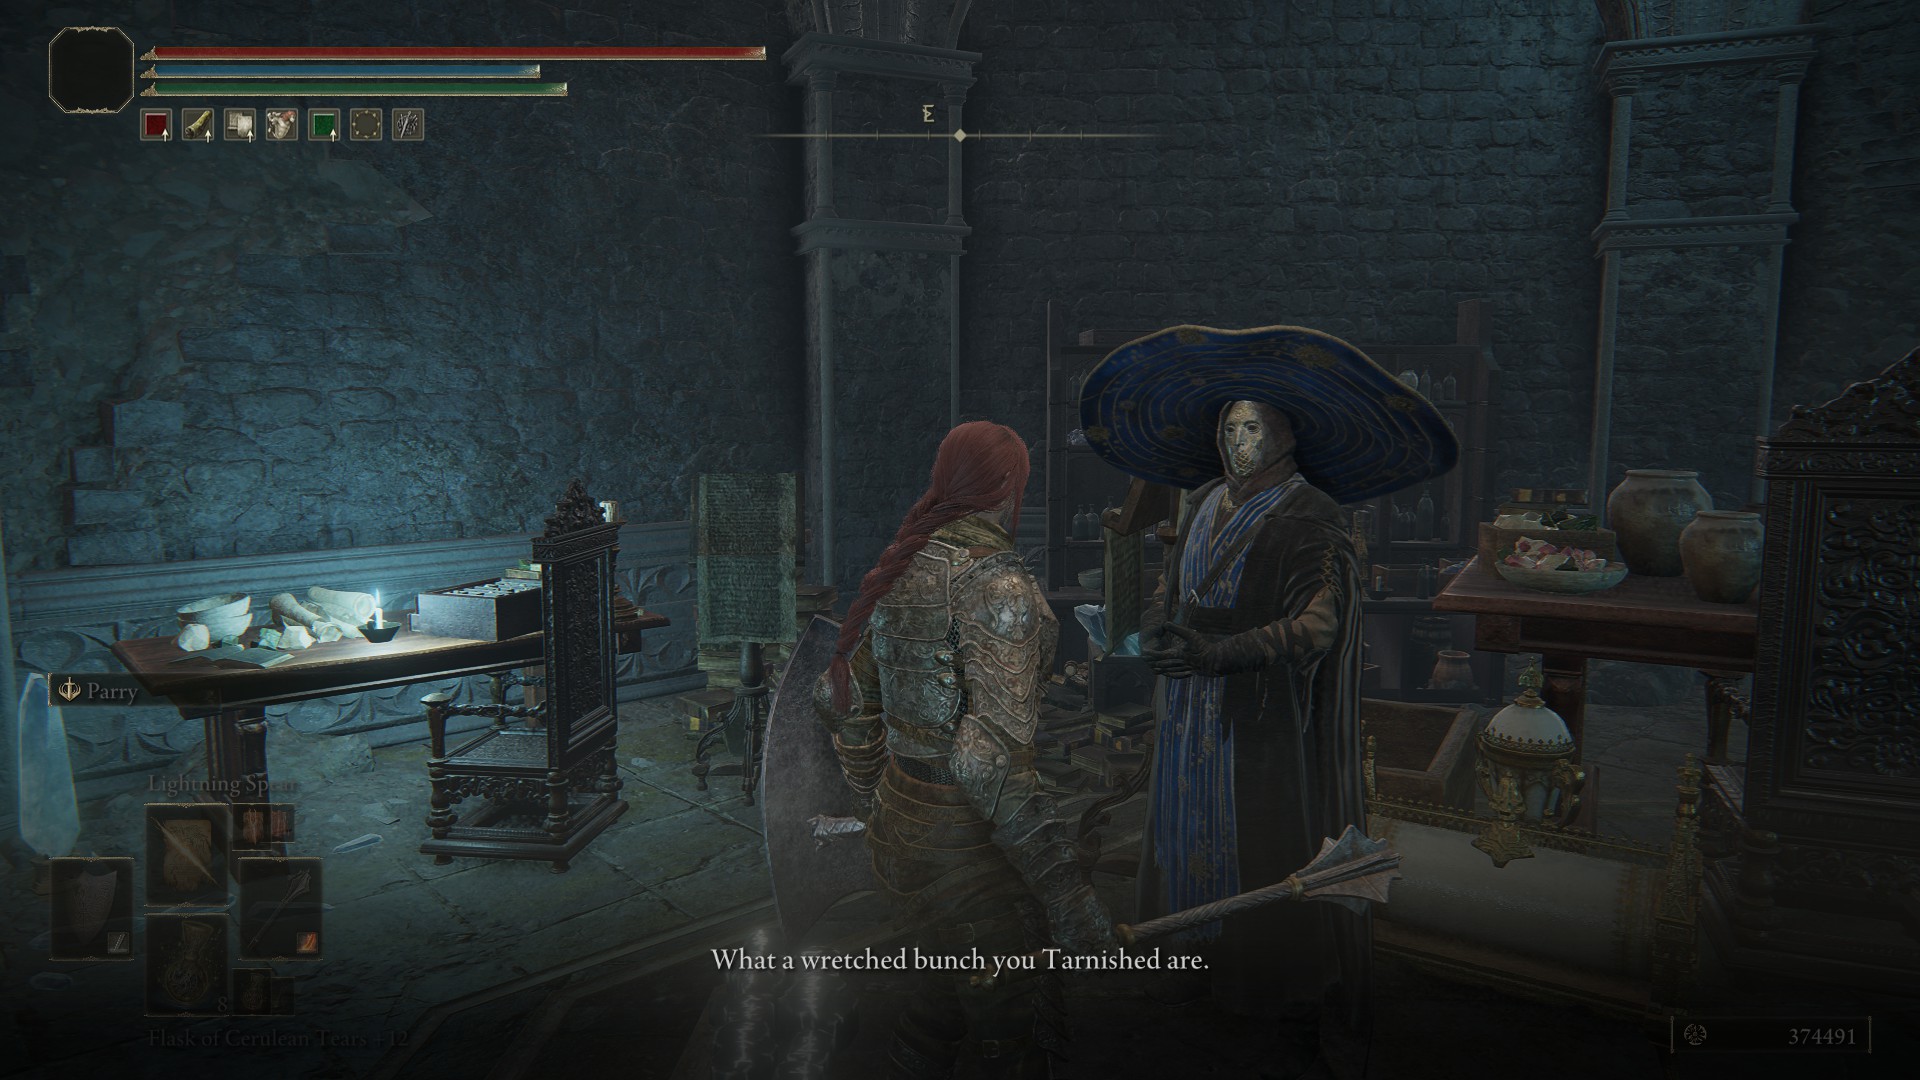 E
Parry
Lightning Spear
8
What a wretched bunch you Tarnished are.
Flask of Cerulean Tears +12
374491